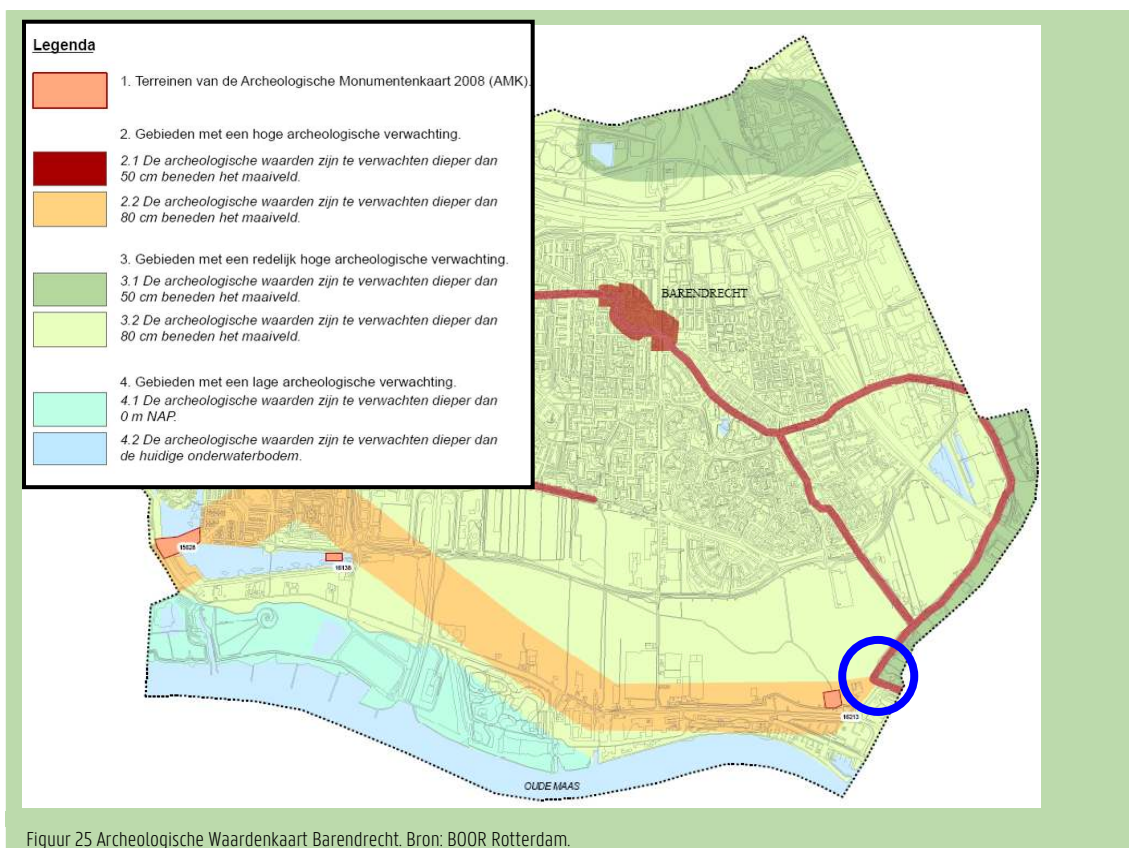 Legenda
1. Terreinen van de Archeologische Monumentenkaart 2008 (AMK).
2. Gebieden met een hoge archeologische verwachting.
2.1 De archeologische waarden zijn te verwachten dieper dan
50 cm beneden het maaiveld.
2.2 De archeologische waarden zijn te verwachten dieper dan
80 cm beneden het maaiveld.
3. Gebieden met een redelijk hoge archeologische verwachting.
3.1 De archeologische waarden zijn te verwachten dieper dan
50 cm beneden het maaiveld.
3.2 De archeologische waarden zijn te verwachten dieper dan
80 cm beneden het maaiveld.
4. Gebieden met een lage archeologische verwachting.
4.1 De archeologische waarden zijn te verwachten dieper dan
0 m NAP.
4.2 De archeologische waarden zijn te verwachten dieper dan
de huidige onderwaterbodem.
BARENDRECHT
15628
16138
16213
OUDE MAAS
Figuur 25 Archeologische Waardenkaart Barendrecht. Bron: BOOR Rotterdam.